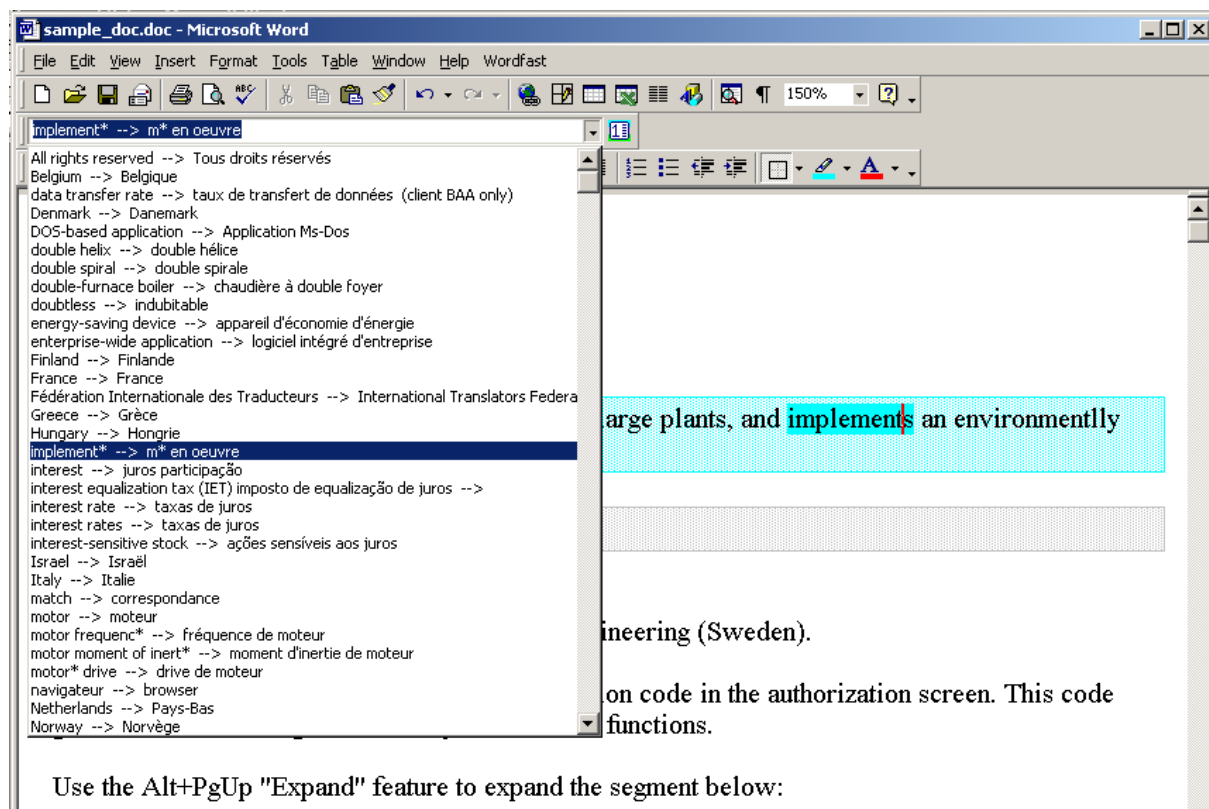 sample_doc.doc - Microsoft Word
File Edit View Insert Format Tools Table Window Help Wordfast
ABC 150%
implement* --> m* en oeuvre
All rights reserved --> Tous droits réservés
Belgium --> Belgique
data transfer rate --> taux de transfert de données (client BAA only)
Denmark --> Danemark
DOS-based application --> Application Ms-Dos
double helix --> double hélice
double spiral --> double spirale
double-furnace boiler --> chaudière à double foyer
doubtless --> indubitable
energy-saving device --> appareil d'économie d'énergie
enterprise-wide application --> logiciel intégré d'entreprise
Finland --> Finlande
France --> France
Fédération Internationale des Traducteurs --> International Translators Federa
Greece --> Grèce
Hungary --> Hongrie
implement* --> m* en oeuvre
interest --> juros participação
interest equalization tax (IET) imposto de equalização de juros -->
interest rate --> taxas de juros
interest rates --> taxas de juros
interest-sensitive stock --> ações sensíveis aos juros
Israel --> Israël
Italy --> Italie
match --> correspondance
motor --> moteur
motor frequenc* --> fréquence de moteur
motor moment of inert* --> moment d'inertie de moteur
motor* drive --> drive de moteur
navigateur --> browser
Netherlands --> Pays-Bas
Norway --> Norvège
arge plants, and implements an environmentlly
ineering (Sweden).
on code in the authorization screen. This code
functions.
Use the Alt+PgUp "Expand" feature to expand the segment below: